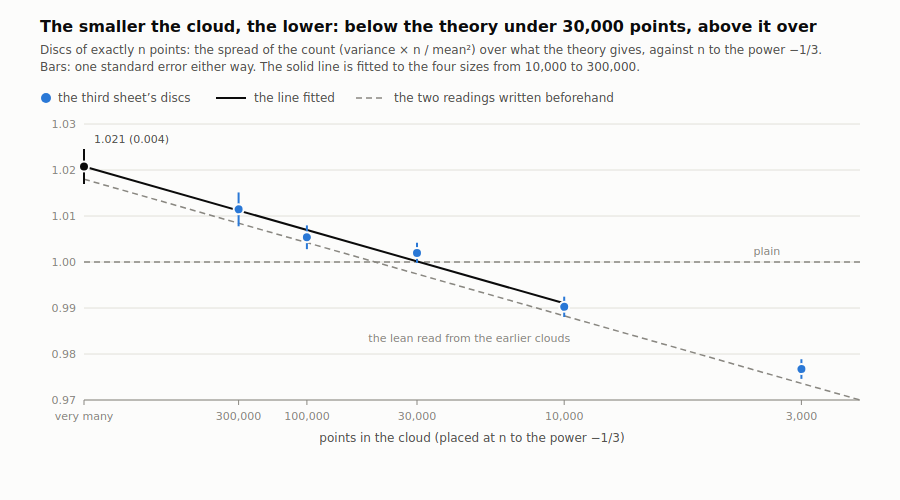 The smaller the cloud, the lower: below the theory under 30,000 points, above it over
Discs of exactly n points: the spread of the count (variance × n / mean²) over what the theory gives, against n to the power −1/3.
Bars: one standard error either way. The solid line is fitted to the four sizes from 10,000 to 300,000.
the third sheet’s discs
the line fitted
the two readings written beforehand
1.03
1.021 (0.004)
1.02
1.01
1.00
plain
0.99
the lean read from the earlier clouds
0.98
0.97
very many
300,000
100,000
30,000
10,000
3,000
points in the cloud (placed at n to the power −1/3)